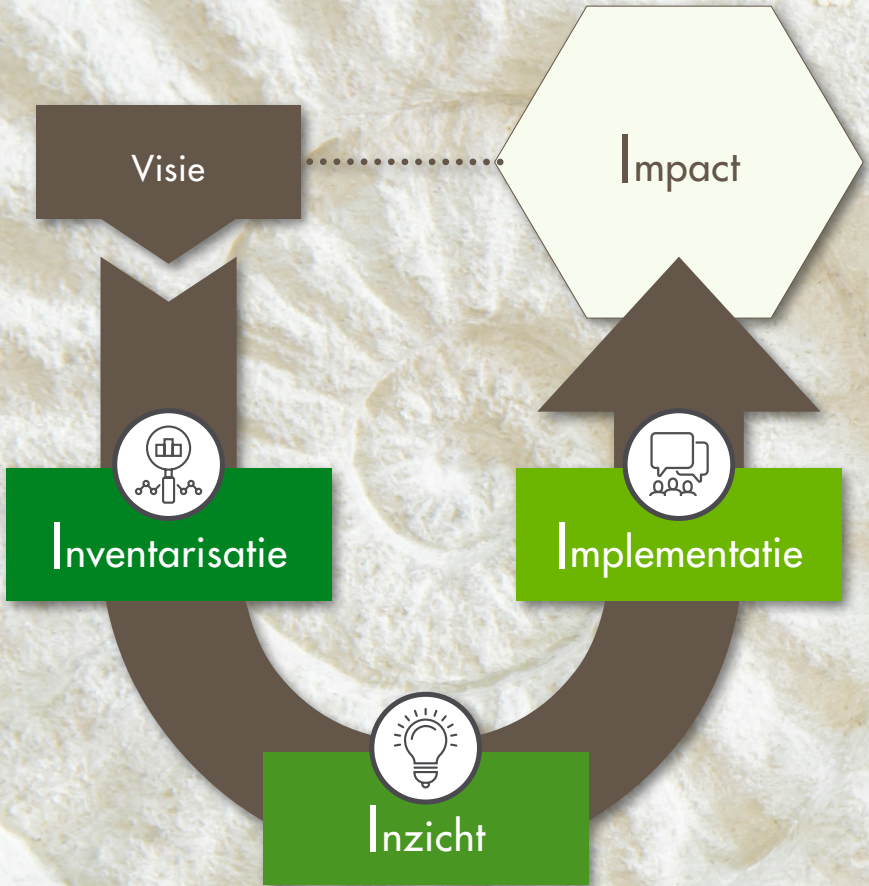 Visie
Impact
Inventarisatie
Implementatie
Inzicht